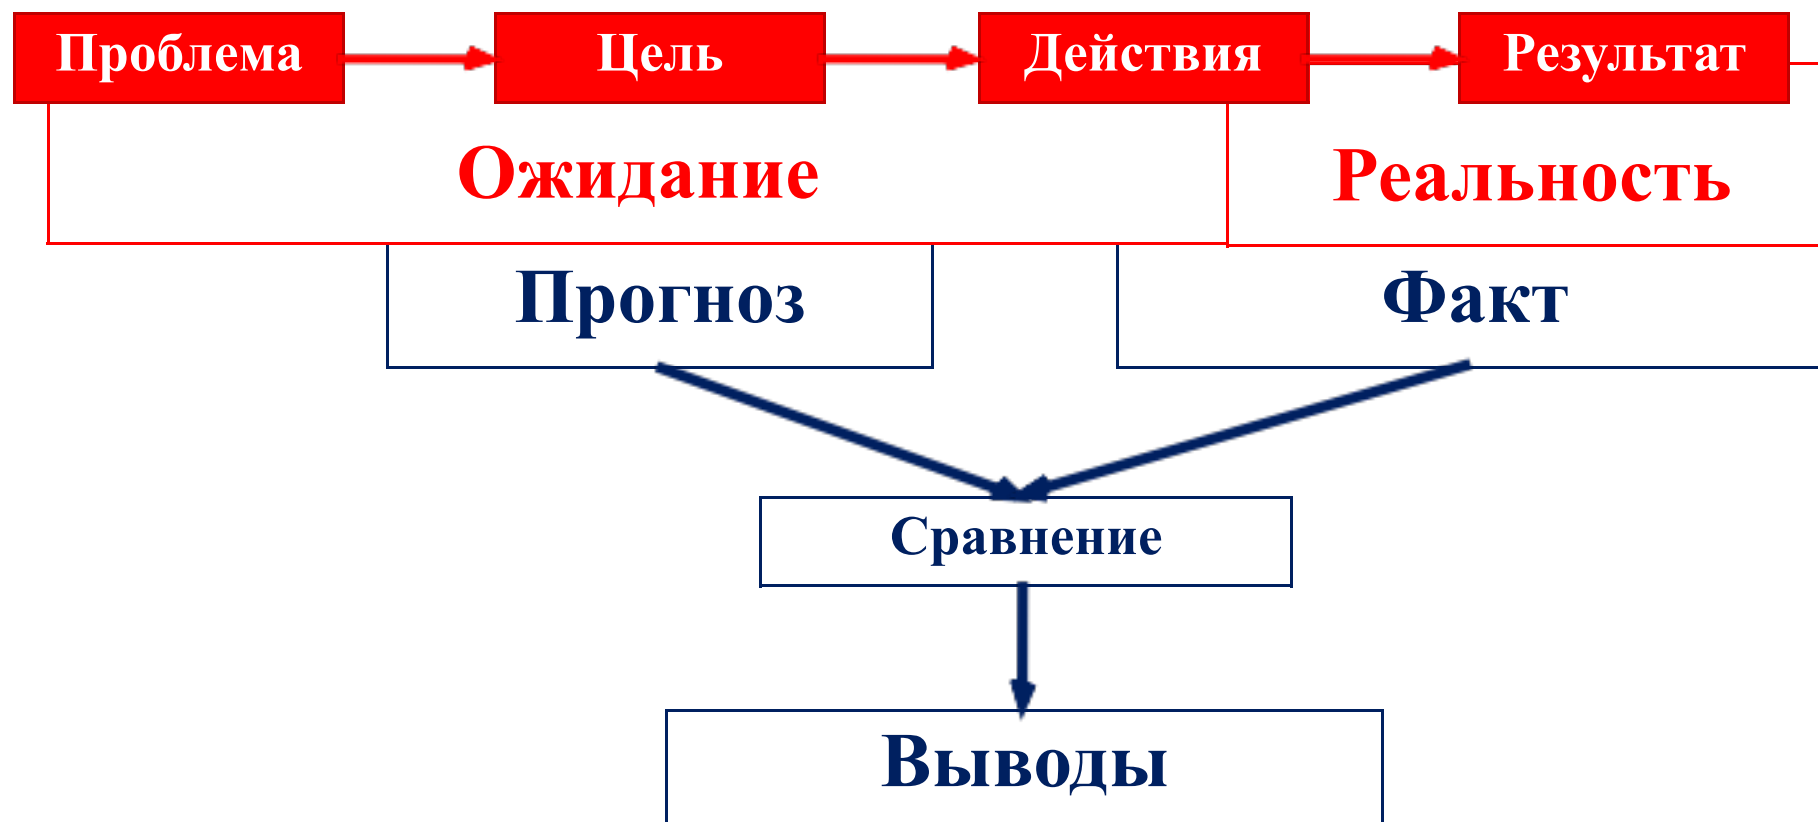 Проблема
Цель
Действия
Результат
Ожидание
Реальность
Прогноз
Факт
Сравнение
Выводы